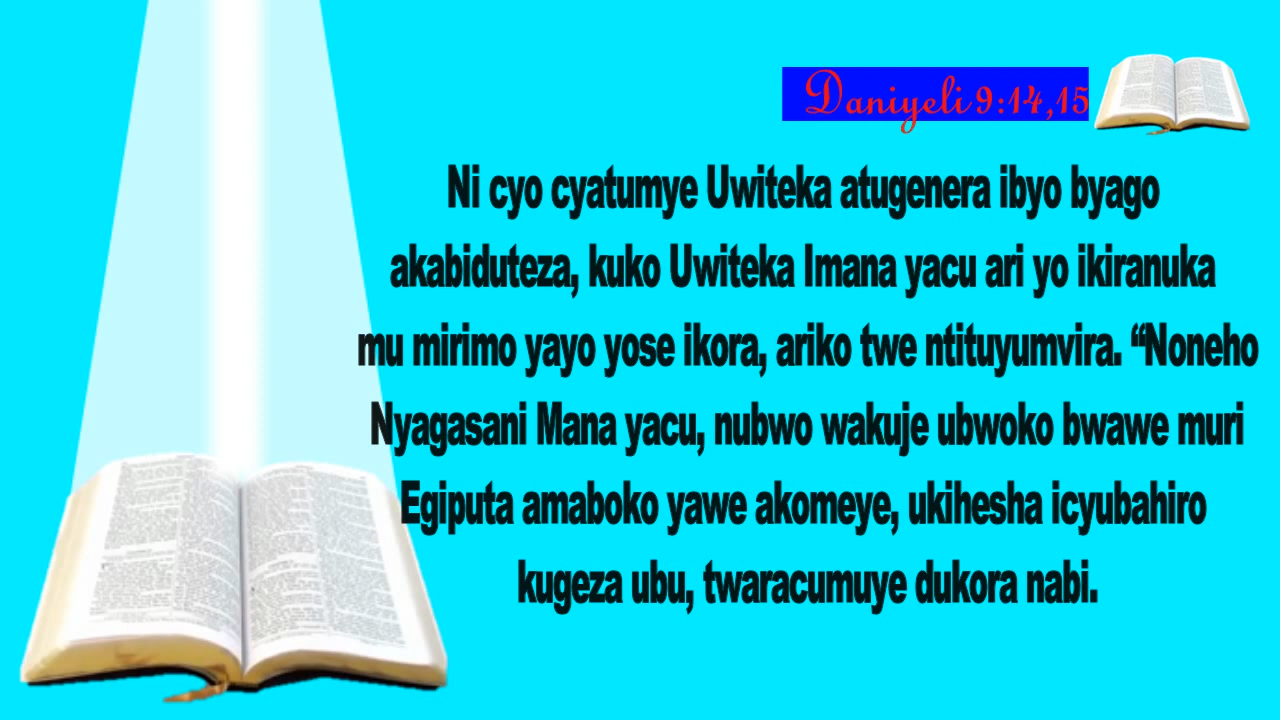 Daniyeli 9:14,15
Ni cyo cyatumye Uwiteka atugenera ibyo byago
akabiduteza, kuko Uwiteka Imana yacu ari yo ikiranuka
mu mirimo yayo yose ikora, ariko twe ntituyumvira. “Noneho
Nyagasani Mana yacu, nubwo wakuje ubwoko bwawe muri
Egiputa amaboko yawe akomeye, ukihesha icyubahiro
kugeza ubu, twaracumuye dukora nabi.